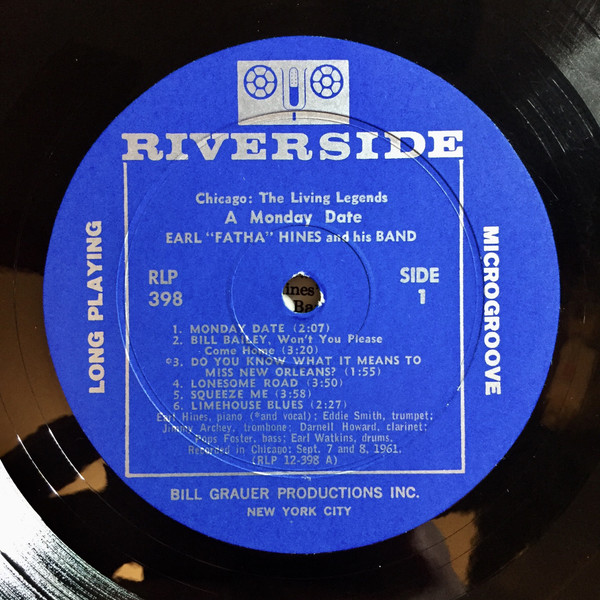 RIVERSIDE
Chicago: The Living Legends
A Monday Date
EARL "FATHA" HINES and his BAND
RLP
398
SIDE
1
ines'
Ba
1. MONDAY DATE (2:07)
2. BILL BAILEY, Won't You Please
Come Home (3:20)
*3. DO YOU KNOW WHAT IT MEANS TO
MISS NEW ORLEANS? (1:55)
4. LONESOME ROAD (3:50)
5. SQUEEZE ME (3:58)
6. LIMEHOUSE BLUES (2:27)
Earl Hines, piano (*and vocal); Eddie Smith, trumpet;
Jimmy Archey, trombone; Darnell Howard, clarinet;
Pops Foster, bass; Earl Watkins, drums.
Recorded in Chicago; Sept. 7 and 8, 1961.
(RLP 12-398 A)
LONG PLAYING
MICROGROOVE
BILL GRAUER PRODUCTIONS INC.
NEW YORK CITY